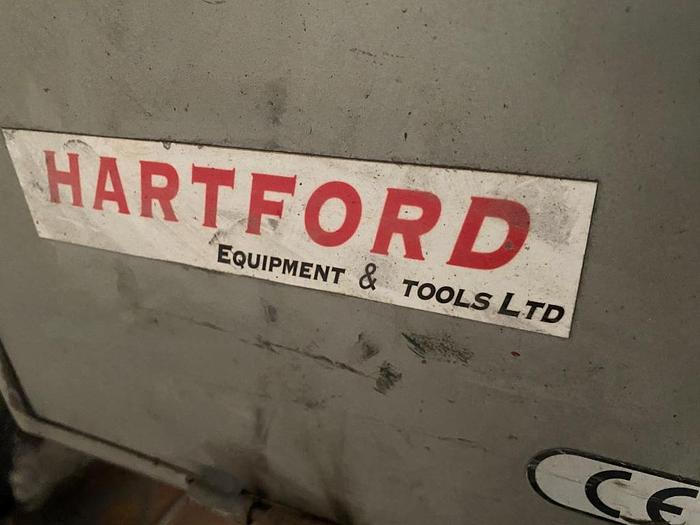 HARTFORD
EQUIPMENT & TOOLS LTD
CE